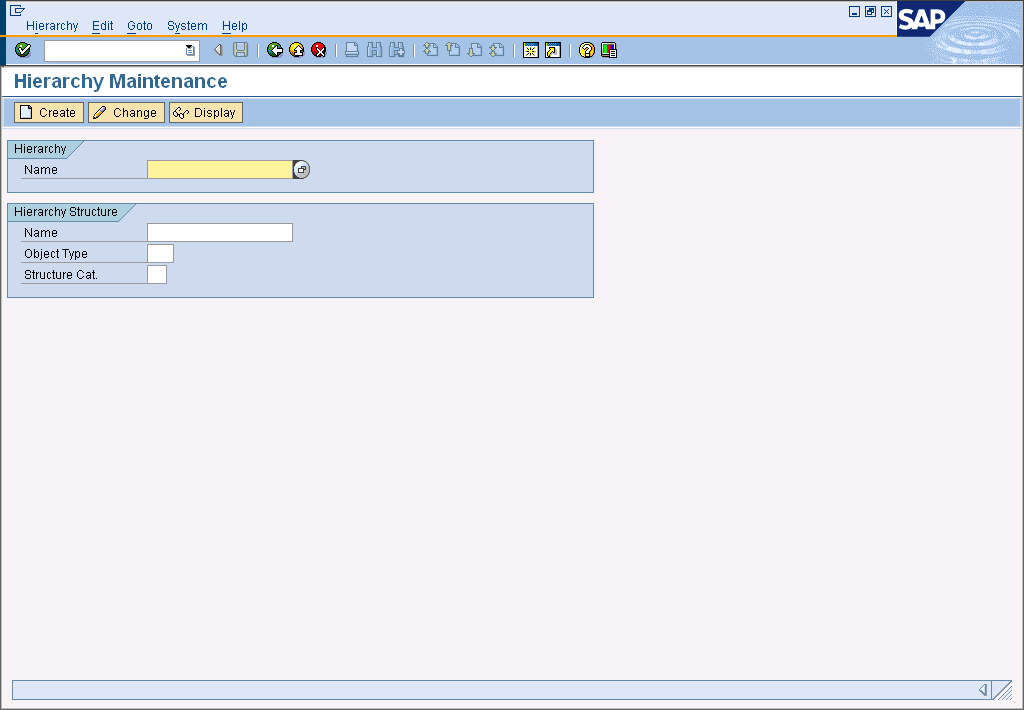 Hierarchy Edit Goto System Help
SAP
Hierarchy Maintenance
Create Change Display
Hierarchy
Name
Hierarchy Structure
Name
Object Type
Structure Cat.